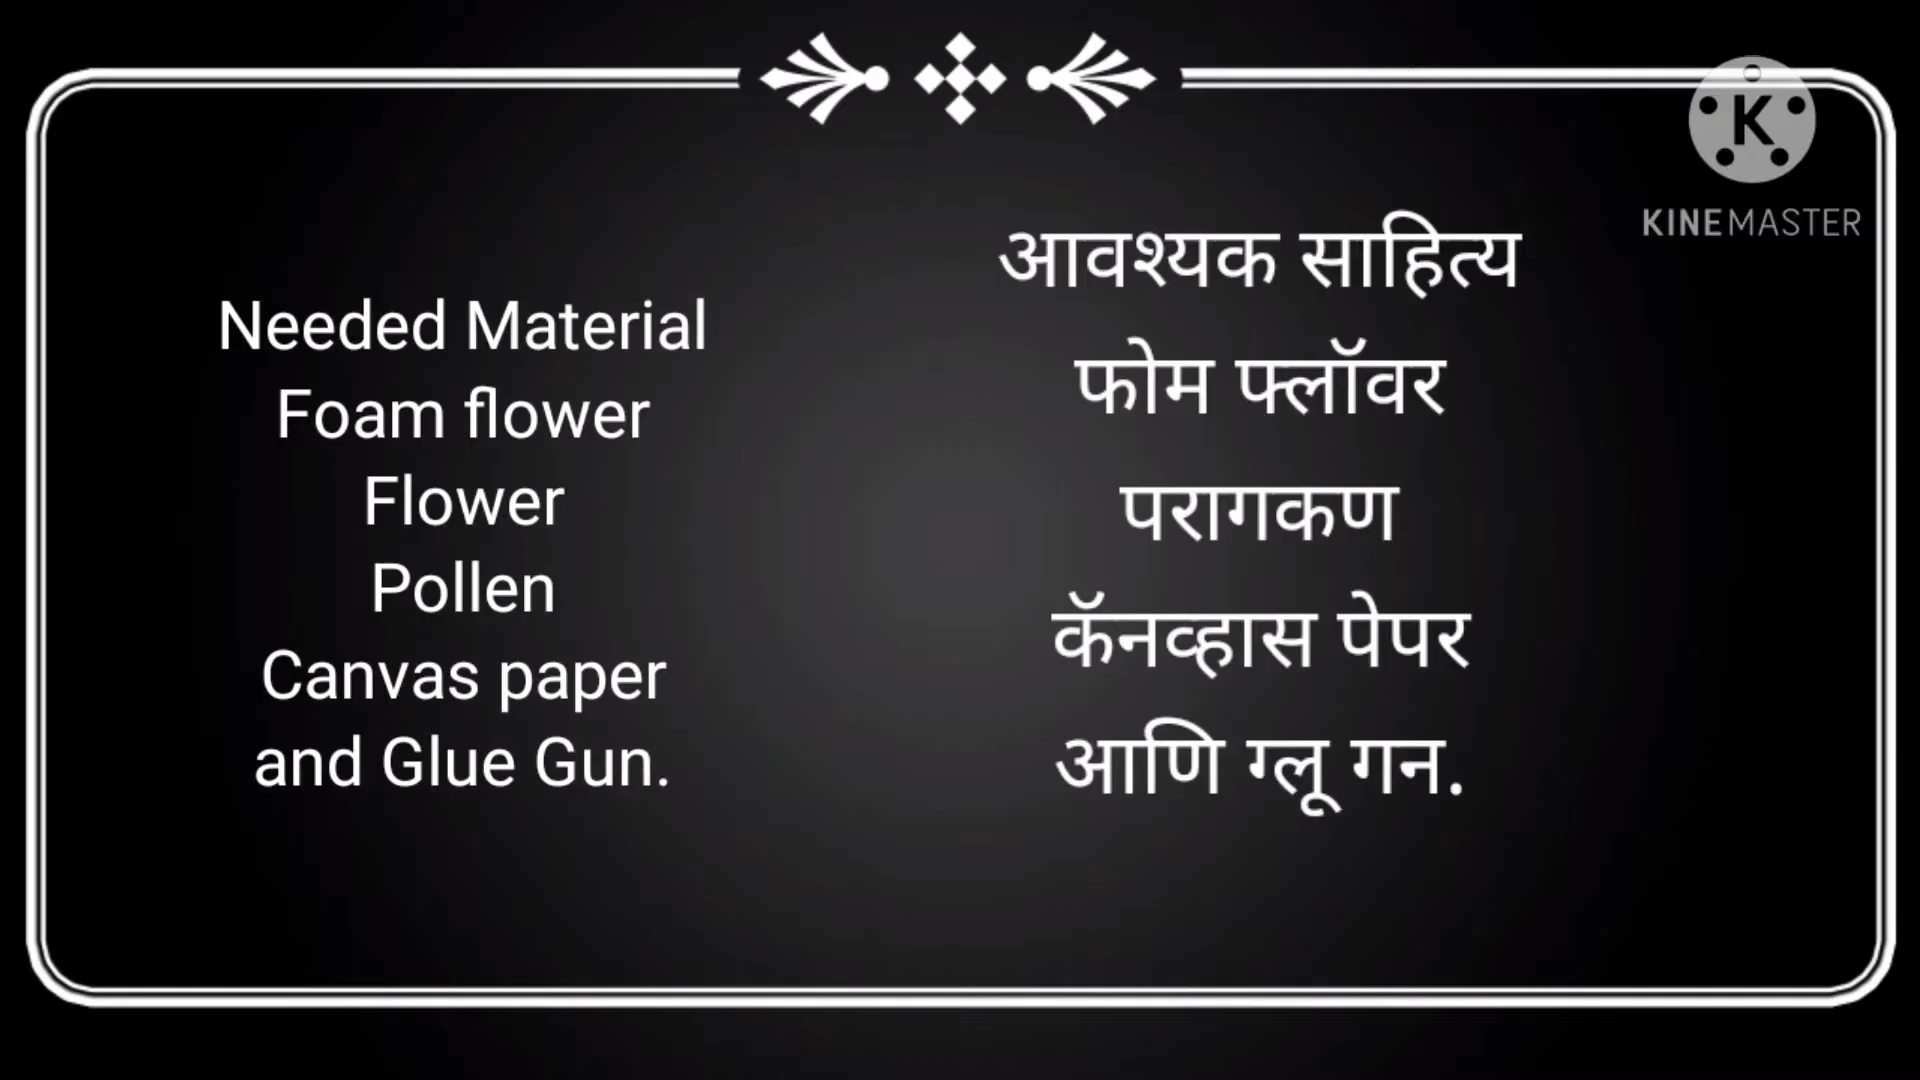 Needed Material
Foam flower
Flower
Pollen
Canvas paper
and Glue Gun.
आवश्यक साहित्य
फोम फ्लॉवर
परागकण
कॅनव्हास पेपर
आणि ग्लू गन.
K
KINEMASTER